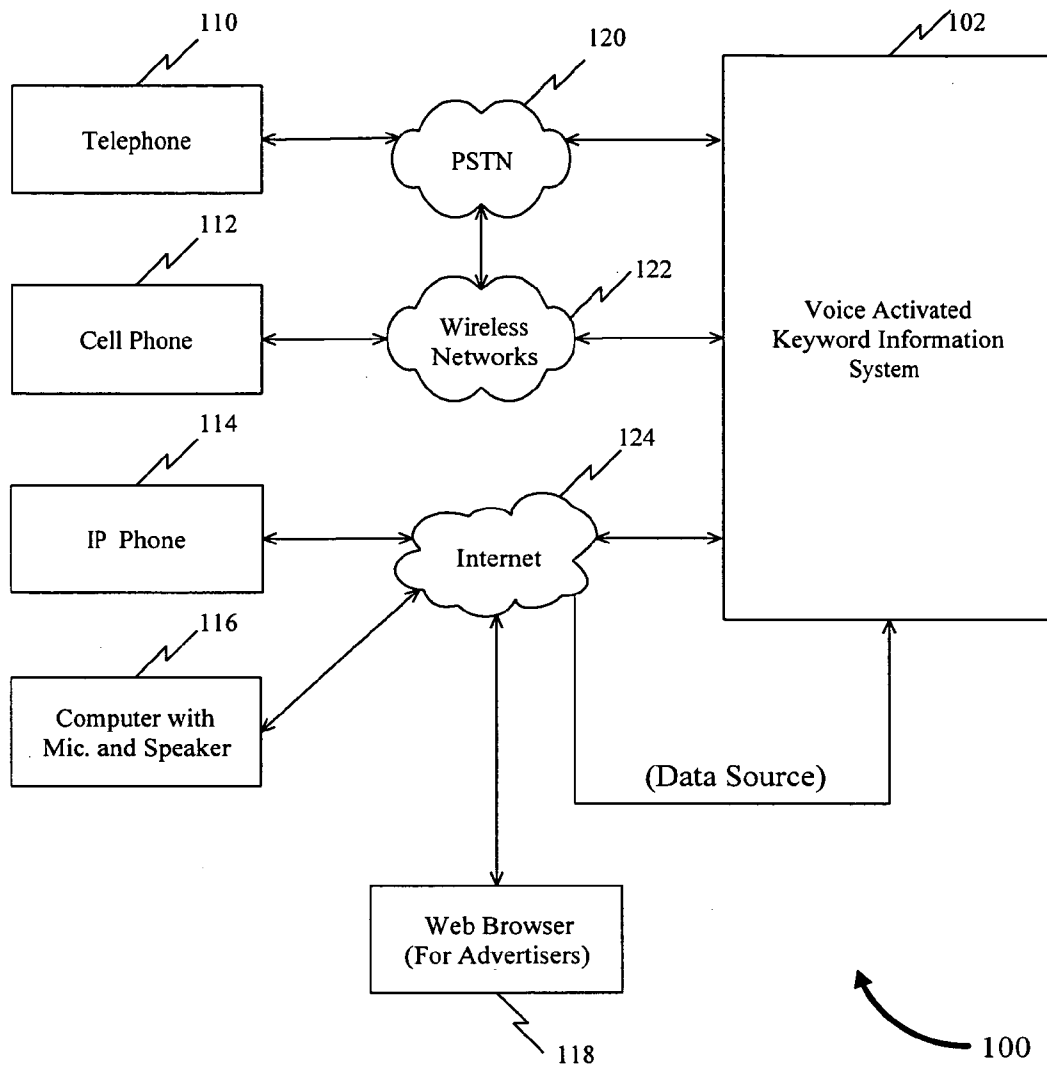 110
120
102
Telephone
PSTN
112
122
Cell Phone
Wireless
Networks
Voice Activated
Keyword Information
System
114
124
IP Phone
Internet
116
Computer with
Mic. and Speaker
(Data Source)
Web Browser
(For Advertisers)
118
100